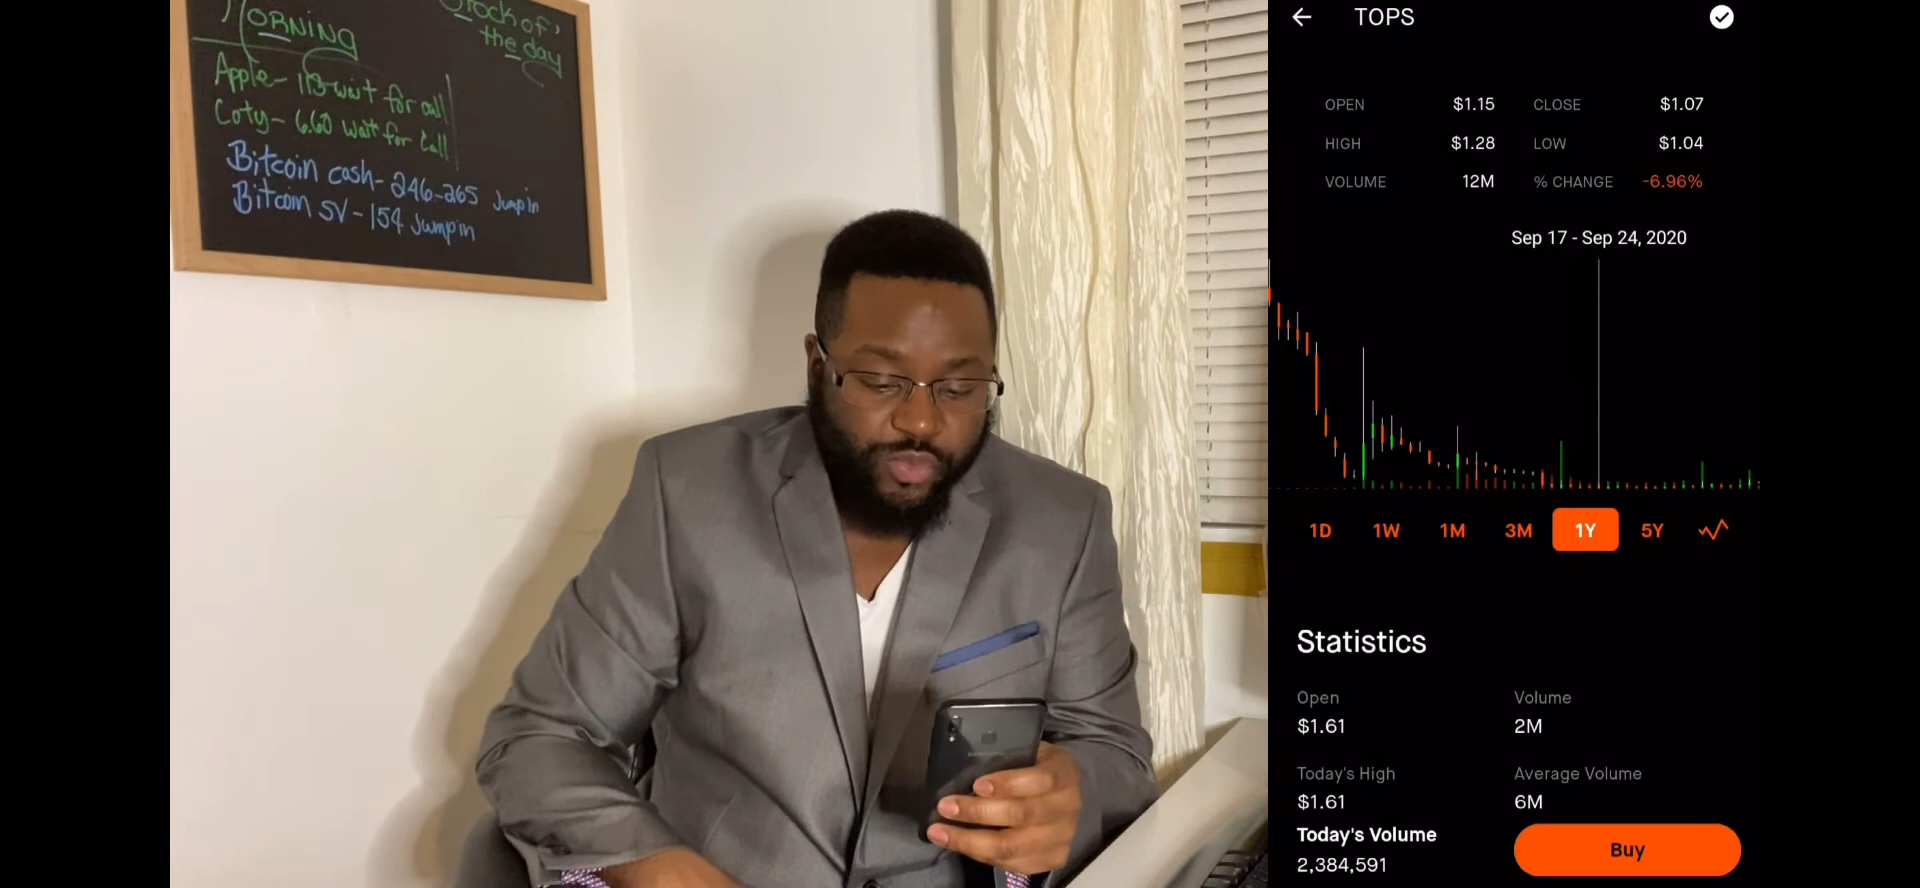 Morning
Stock of
the day
Apple- 113 wait for call
Coty- 6.60 wait for Call
Bitcoin cash- 246-265 Jump in
Bitcoin SV- 154 Jump in
TOPS
OPEN $1.15 CLOSE $1.07
HIGH $1.28 LOW $1.04
VOLUME 12M % CHANGE -6.96%
Sep 17 - Sep 24, 2020
1D 1W 1M 3M 1Y 5Y
Statistics
Open Volume
$1.61 2M
Today's High Average Volume
$1.61 6M
Today's Volume
2,384,591
Buy